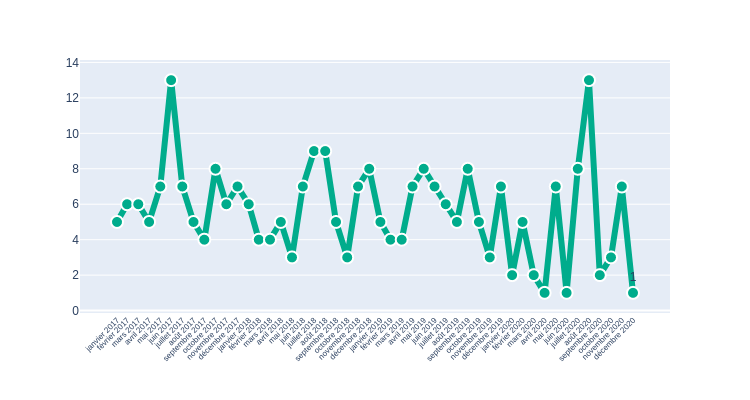 14
12
10
8
6
4
2
0
1
janvier 2017
février 2017
mars 2017
avril 2017
mai 2017
juin 2017
juillet 2017
août 2017
septembre 2017
octobre 2017
novembre 2017
décembre 2017
janvier 2018
février 2018
mars 2018
avril 2018
mai 2018
juin 2018
juillet 2018
août 2018
septembre 2018
octobre 2018
novembre 2018
décembre 2018
janvier 2019
février 2019
mars 2019
avril 2019
mai 2019
juin 2019
juillet 2019
août 2019
septembre 2019
octobre 2019
novembre 2019
décembre 2019
janvier 2020
février 2020
mars 2020
avril 2020
mai 2020
juin 2020
juillet 2020
août 2020
septembre 2020
octobre 2020
novembre 2020
décembre 2020